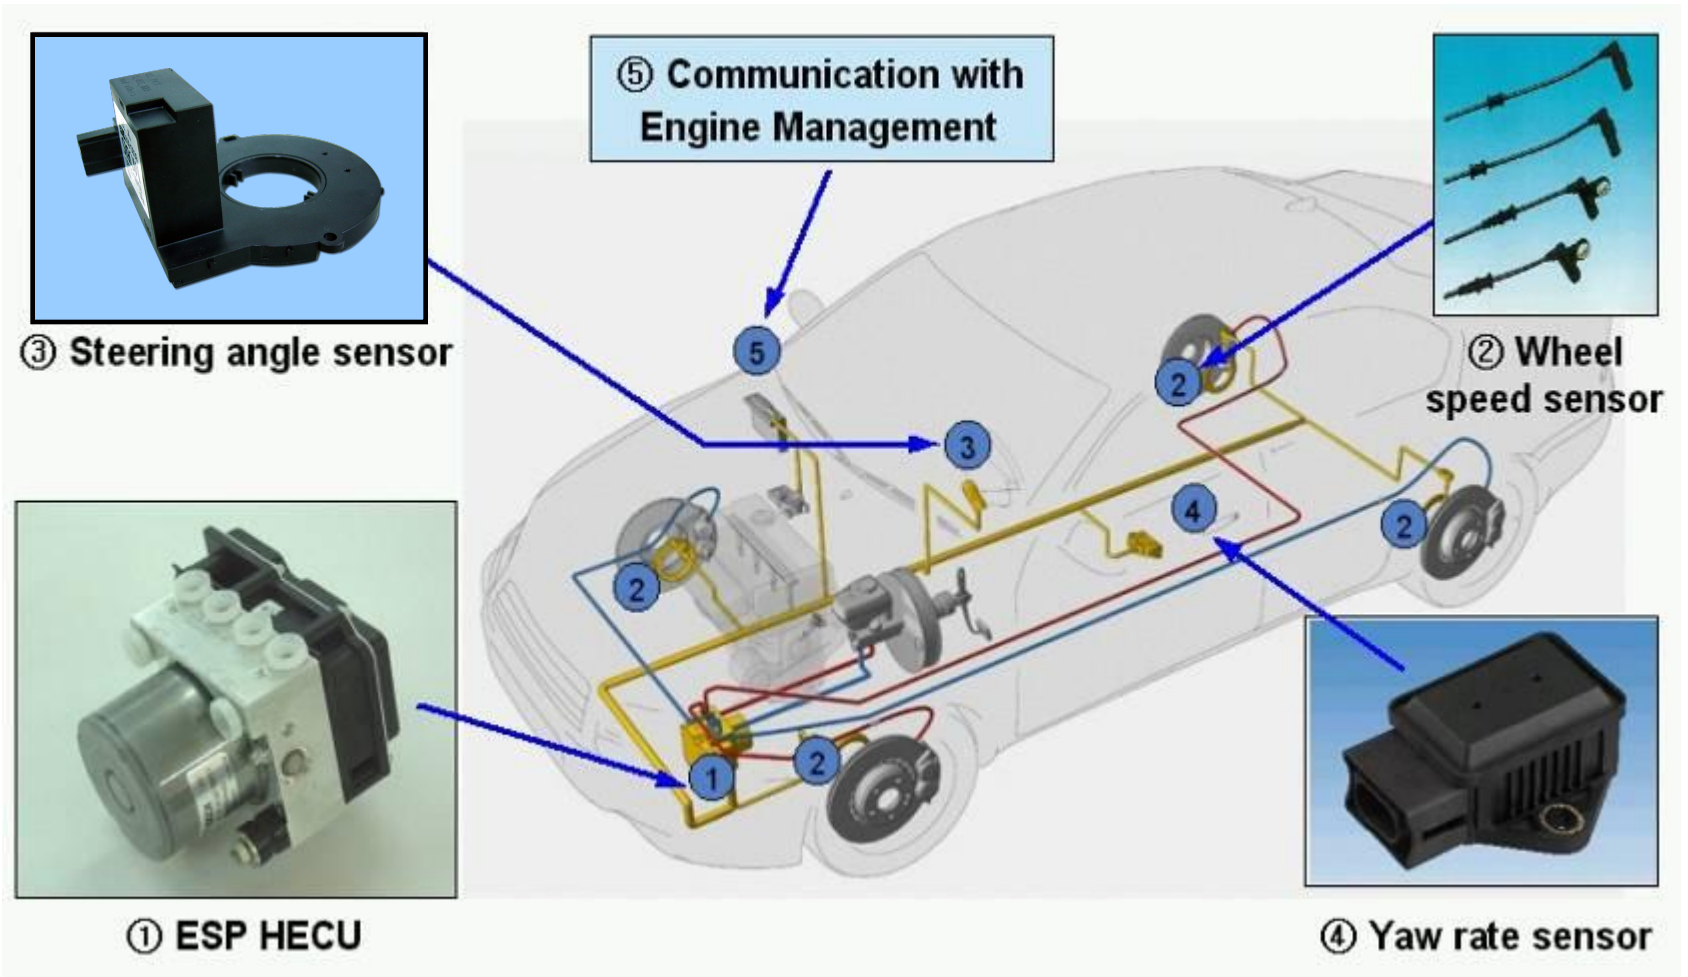 ⑤ Communication with
Engine Management
③ Steering angle sensor
② Wheel
speed sensor
5
2
3
4
2
2
1
2
① ESP HECU
④ Yaw rate sensor